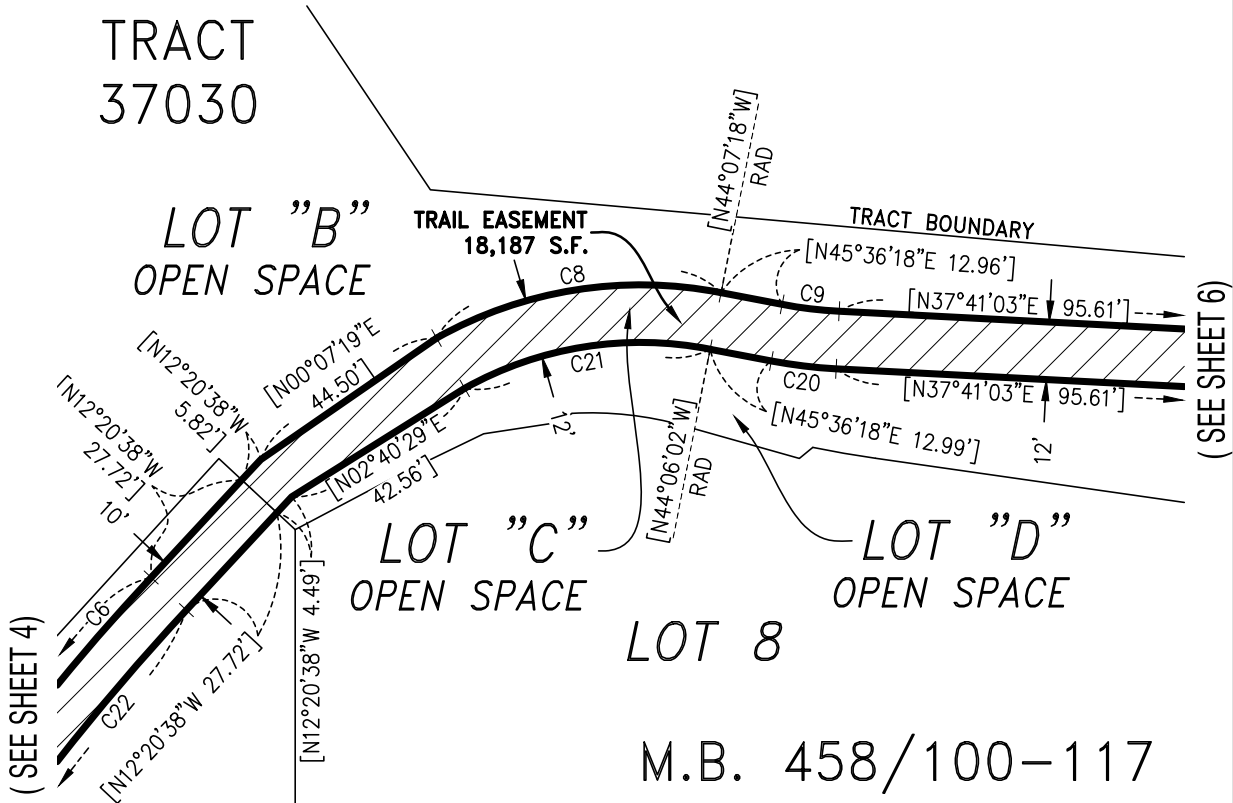 TRACT
37030
[N44°07'18"W]
RAD
LOT "B"
OPEN SPACE
TRAIL EASEMENT
18,187 S.F.
TRACT BOUNDARY
[N45°36'18"E 12.96']
C8
C9
[N37°41'03"E 95.61']
(SEE SHEET 6)
[N12°20'38"W
5.82']
[N00°07'19"E
44.50']
C21
C20
[N37°41'03"E 95.61']
[N12°20'38"W
27.72']
10'
[N02°40'29"E
42.56']
12'
[N45°36'18"E 12.99']
12'
[N44°06'02"W]
RAD
LOT "C"
OPEN SPACE
LOT "D"
OPEN SPACE
C6
[N12°20'38"W 4.49']
LOT 8
(SEE SHEET 4)
C22
[N12°20'38"W 27.72']
M.B. 458/100-117